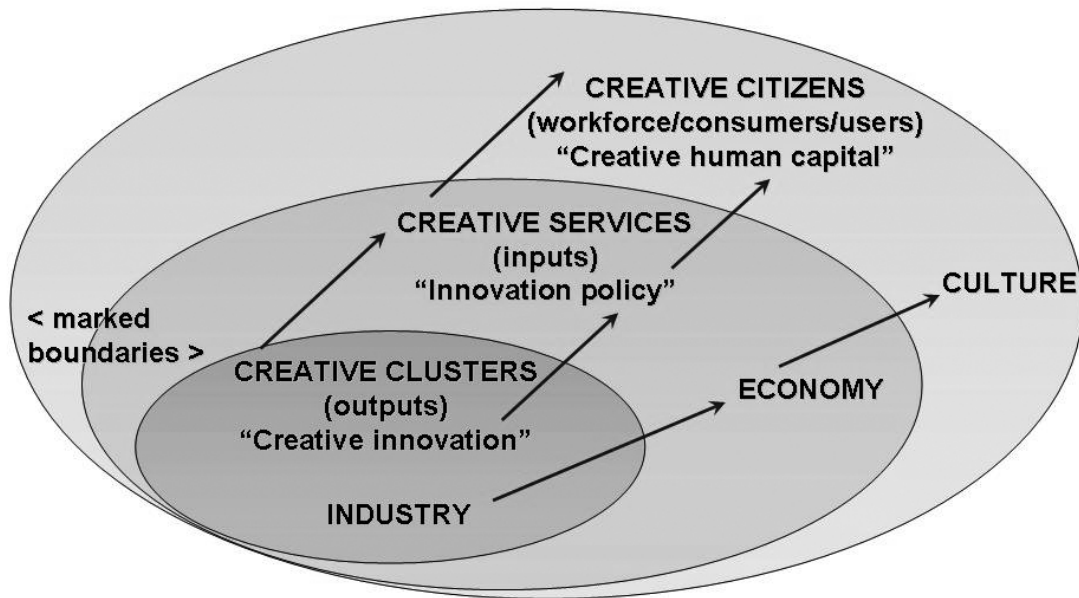 CREATIVE CITIZENS
(workforce/consumers/users)
“Creative human capital”
CREATIVE SERVICES
(inputs)
“Innovation policy”
CULTURE
< marked
boundaries >
CREATIVE CLUSTERS
(outputs)
“Creative innovation”
ECONOMY
INDUSTRY